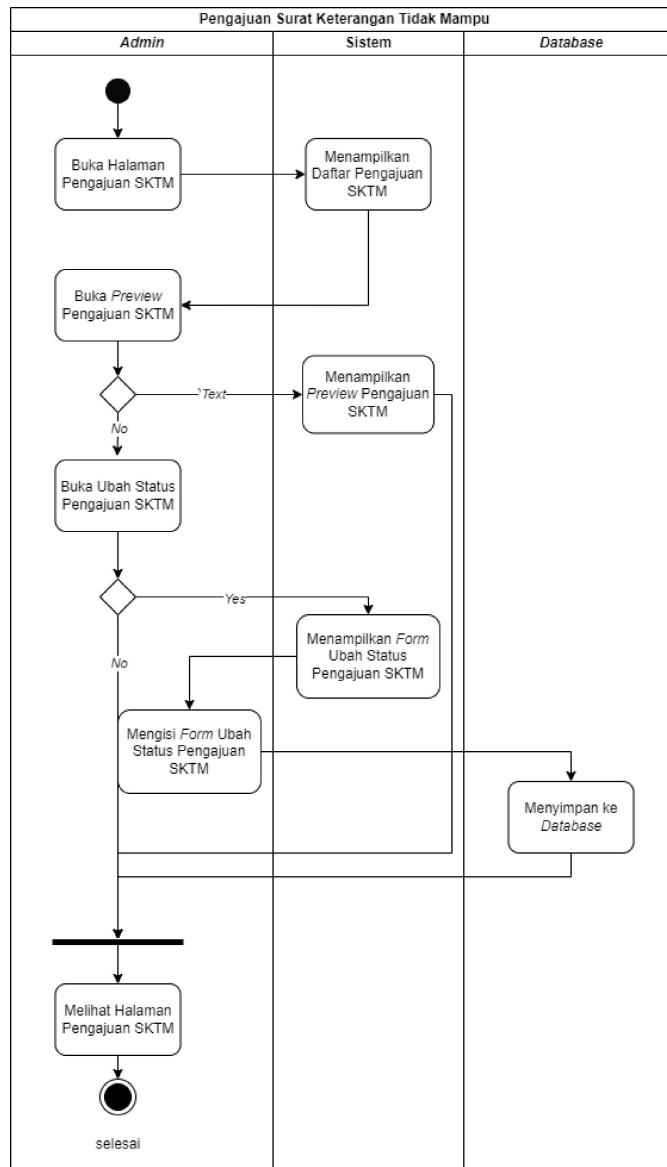 Pengajuan Surat Keterangan Tidak Mampu
Admin
Sistem
Database
Buka Halaman
Pengajuan SKTM
Menampilkan
Daftar Pengajuan
SKTM
Buka Preview
Pengajuan SKTM
`Text
Menampilkan
Preview Pengajuan
SKTM
No
Buka Ubah Status
Pengajuan SKTM
Yes
Menampilkan Form
Ubah Status
Pengajuan SKTM
No
Mengisi Form Ubah
Status Pengajuan
SKTM
Menyimpan ke
Database
Melihat Halaman
Pengajuan SKTM
selesai